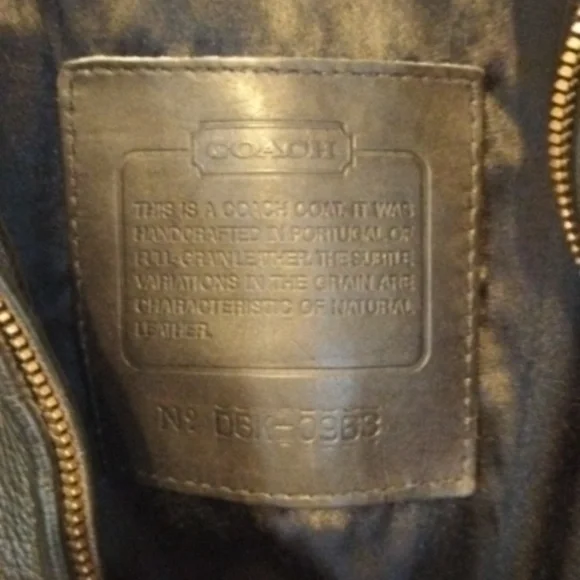 COACH
THIS IS A COACH COAT. IT WAS
HANDCRAFTED IN PORTUGAL OF
FULL-GRAIN LEATHER. THE SUBTLE
VARIATIONS IN THE GRAIN ARE
CHARACTERISTIC OF NATURAL
LEATHER.
Nº